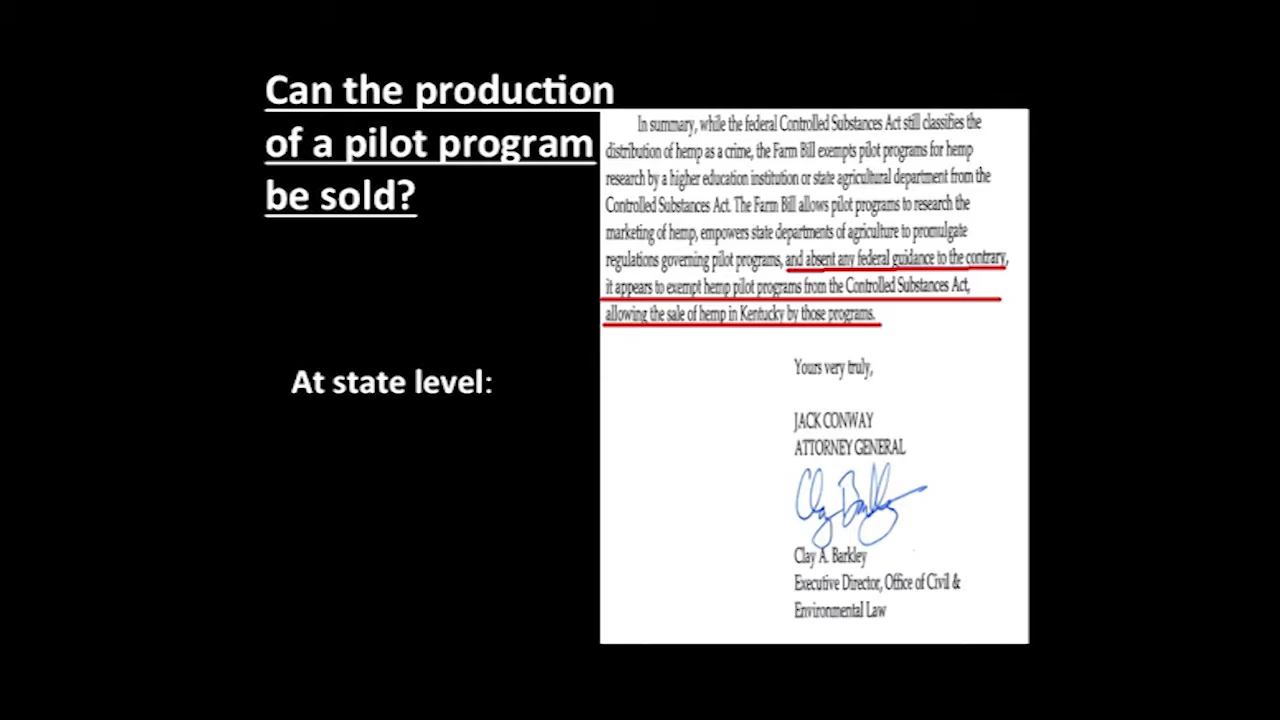 Can the production
of a pilot program
be sold?
In summary, while the federal Controlled Substances Act still classifies the
distribution of hemp as a crime, the Farm Bill exempts pilot programs for hemp
research by a higher education institution or state agricultural department from the
Controlled Substances Act. The Farm Bill allows pilot programs to research the
marketing of hemp, empowers state departments of agriculture to promulgate
regulations governing pilot programs, and absent any federal guidance to the contrary,
it appears to exempt hemp pilot programs from the Controlled Substances Act,
allowing the sale of hemp in Kentucky by those programs.
At state level:
Yours very truly,
JACK CONWAY
ATTORNEY GENERAL
Clay Barkley
Clay A. Barkley
Executive Director, Office of Civil &
Environmental Law